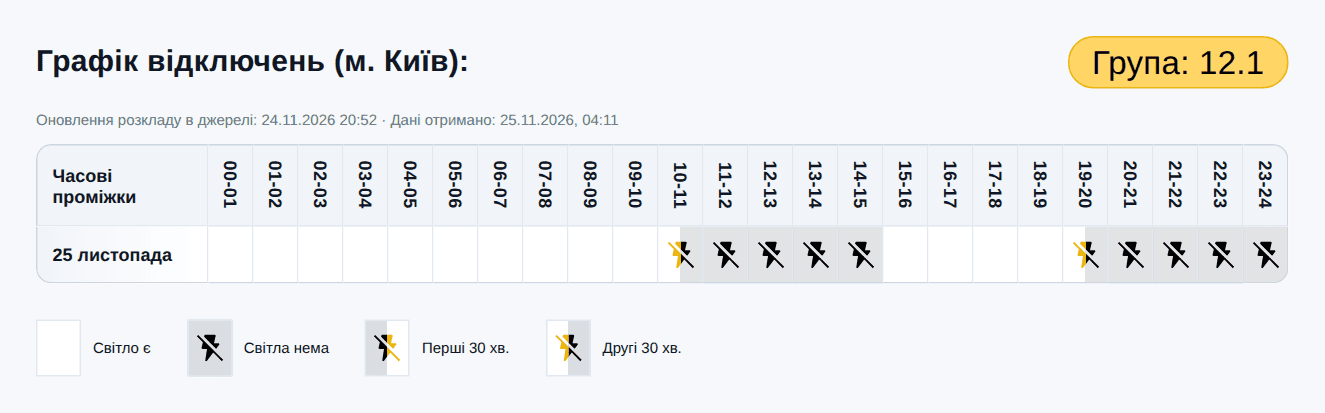 Графік відключень (м. Київ):
Група: 12.1
Оновлення розкладу в джерелі: 24.11.2026 20:52 · Дані отримано: 25.11.2026, 04:11
Часові
проміжки
00-01
01-02
02-03
03-04
04-05
05-06
06-07
07-08
08-09
09-10
10-11
11-12
12-13
13-14
14-15
15-16
16-17
17-18
18-19
19-20
20-21
21-22
22-23
23-24
25 листопада
Світло є
Світла нема
Перші 30 хв.
Другі 30 хв.